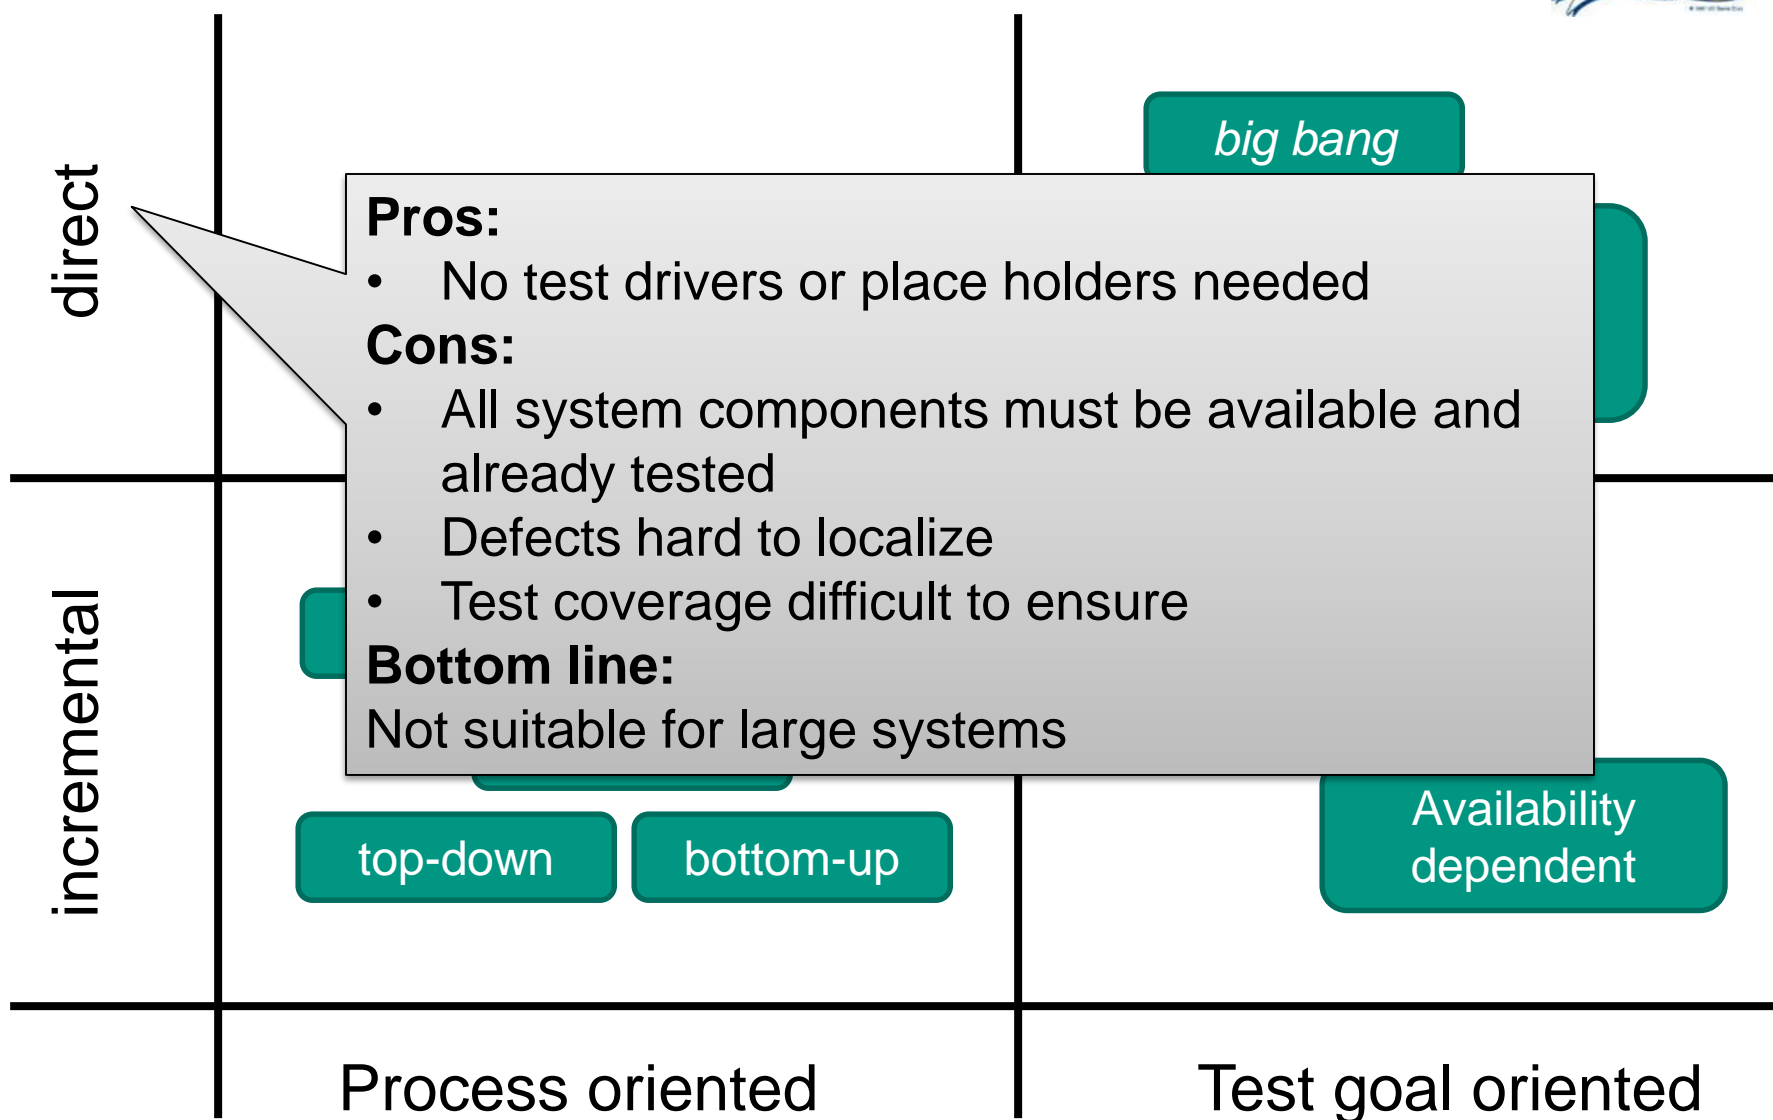 big bang
direct
Pros:
• No test drivers or place holders needed
Cons:
• All system components must be available and
already tested
• Defects hard to localize
• Test coverage difficult to ensure
Bottom line:
Not suitable for large systems
incremental
top-down
bottom-up
Availability
dependent
Process oriented
Test goal oriented